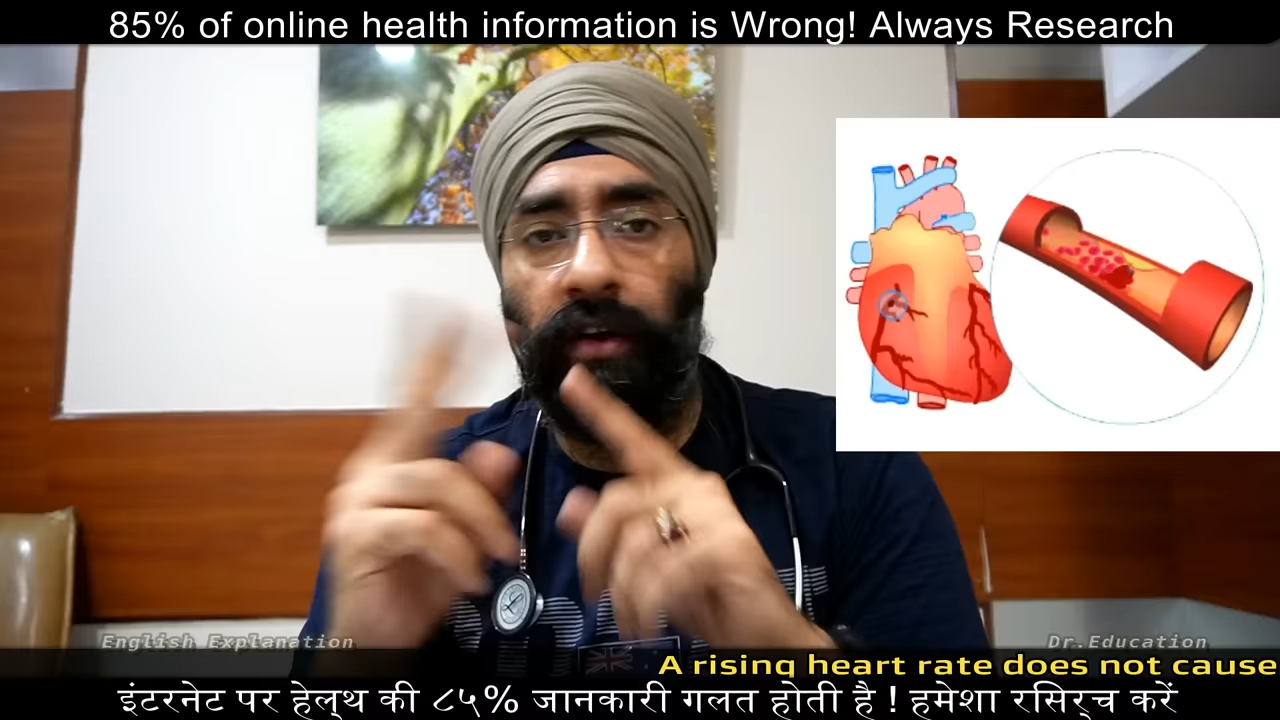 85% of online health information is Wrong! Always Research
English Explanation
Dr.Education
A rising heart rate does not cause
इंटरनेट पर हेल्थ की ८५% जानकारी गलत होती है ! हमेशा रसिर्च करें